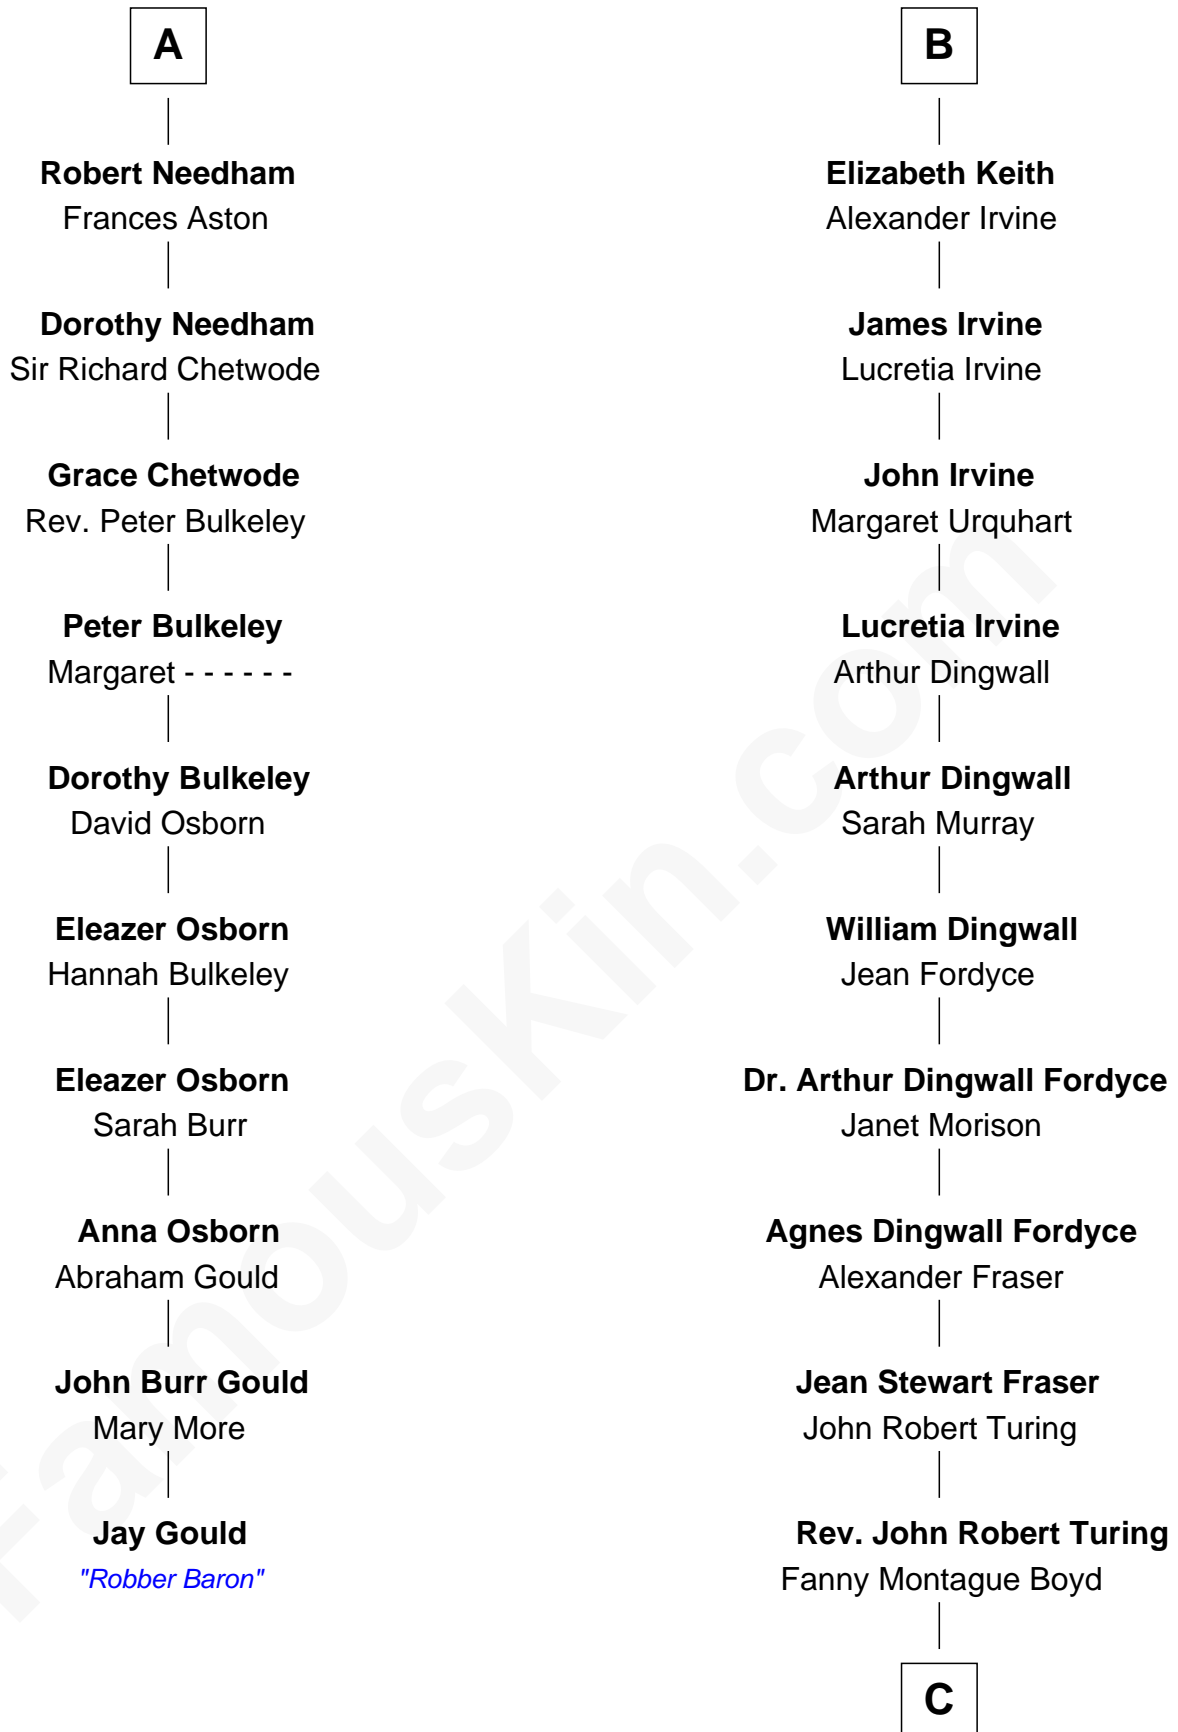 A
Robert Needham
Frances Aston
Dorothy Needham
Sir Richard Chetwode
Grace Chetwode
Rev. Peter Bulkeley
Peter Bulkeley
Margaret - - - - - -
Dorothy Bulkeley
David Osborn
Eleazer Osborn
Hannah Bulkeley
Eleazer Osborn
Sarah Burr
Anna Osborn
Abraham Gould
John Burr Gould
Mary More
Jay Gould
"Robber Baron"
B
Elizabeth Keith
Alexander Irvine
James Irvine
Lucretia Irvine
John Irvine
Margaret Urquhart
Lucretia Irvine
Arthur Dingwall
Arthur Dingwall
Sarah Murray
William Dingwall
Jean Fordyce
Dr. Arthur Dingwall Fordyce
Janet Morison
Agnes Dingwall Fordyce
Alexander Fraser
Jean Stewart Fraser
John Robert Turing
Rev. John Robert Turing
Fanny Montague Boyd
C
FamousKin.com